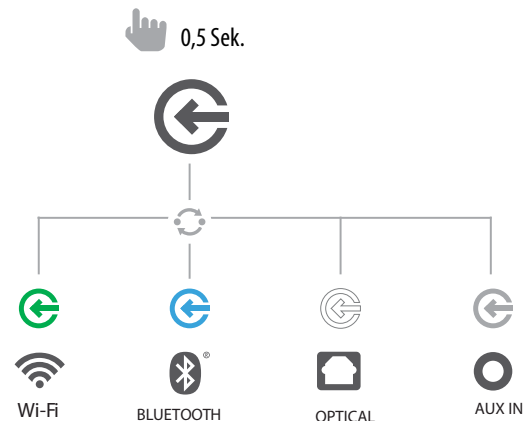 0,5 Sek.
®
Wi-Fi
BLUETOOTH
OPTICAL
AUX IN